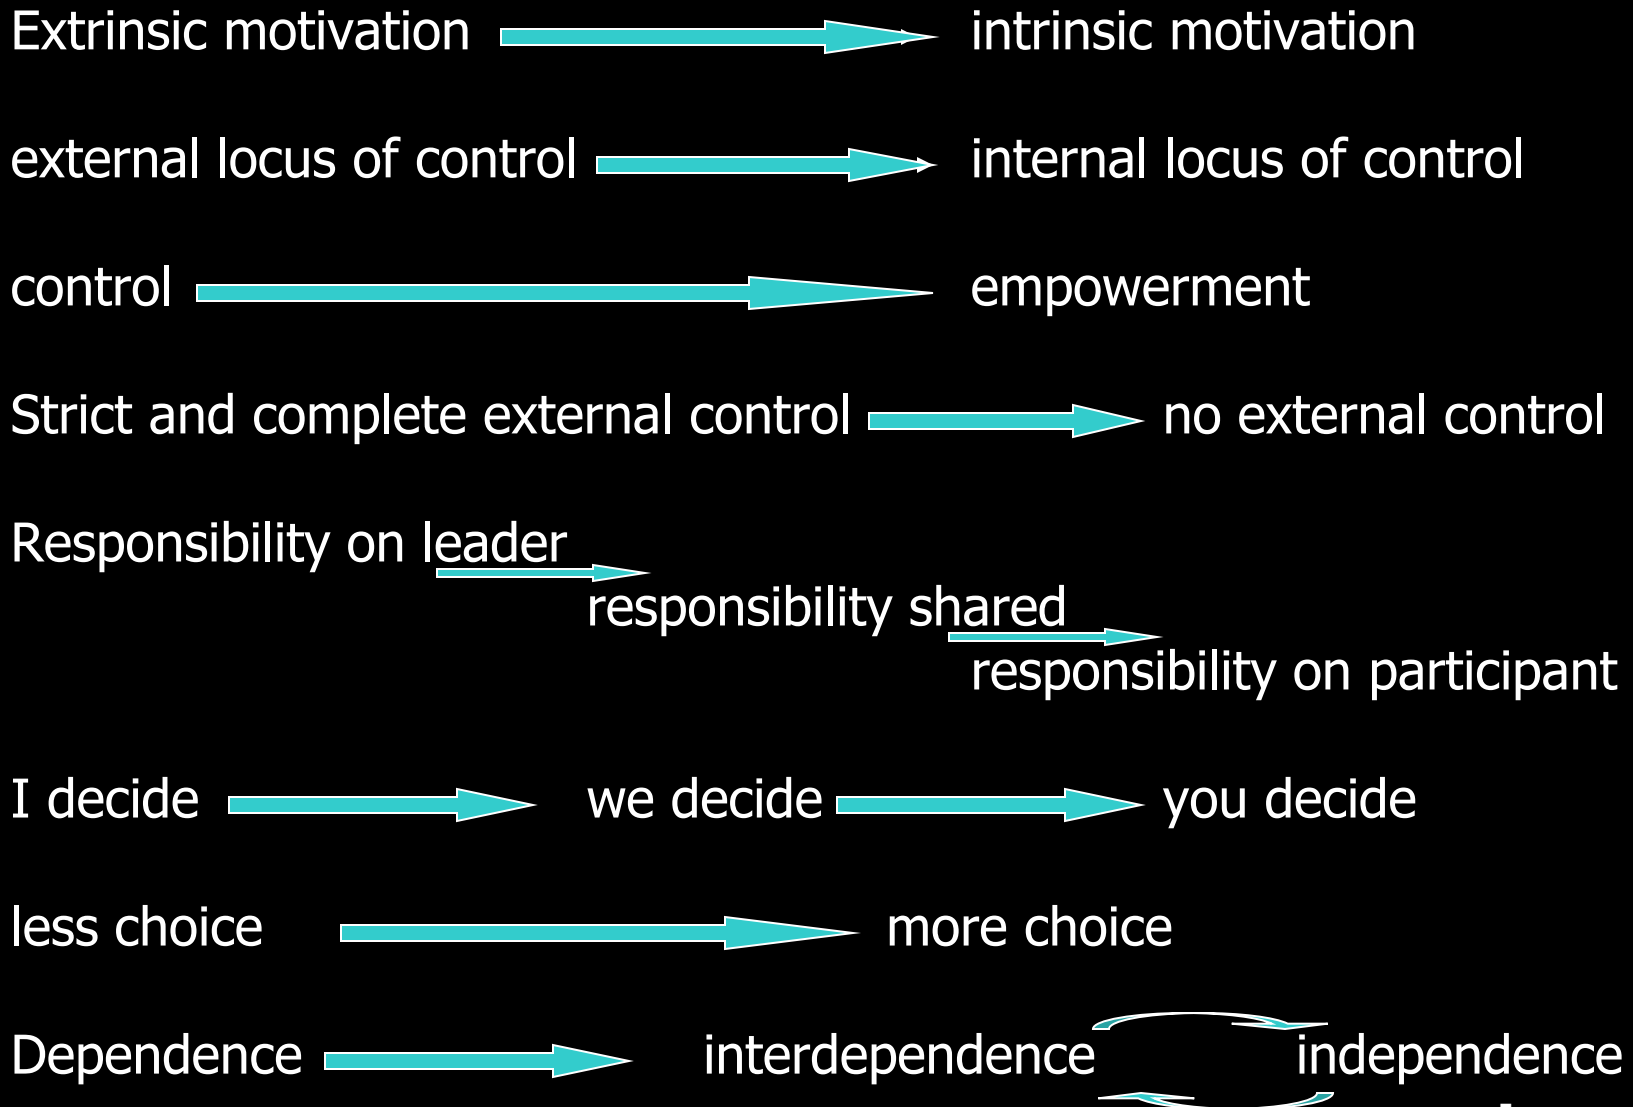 Extrinsic motivation intrinsic motivation
external locus of control internal locus of control
control empowerment
Strict and complete external control no external control
Responsibility on leader
responsibility shared
responsibility on participant
I decide we decide you decide
less choice more choice
Dependence interdependence independence